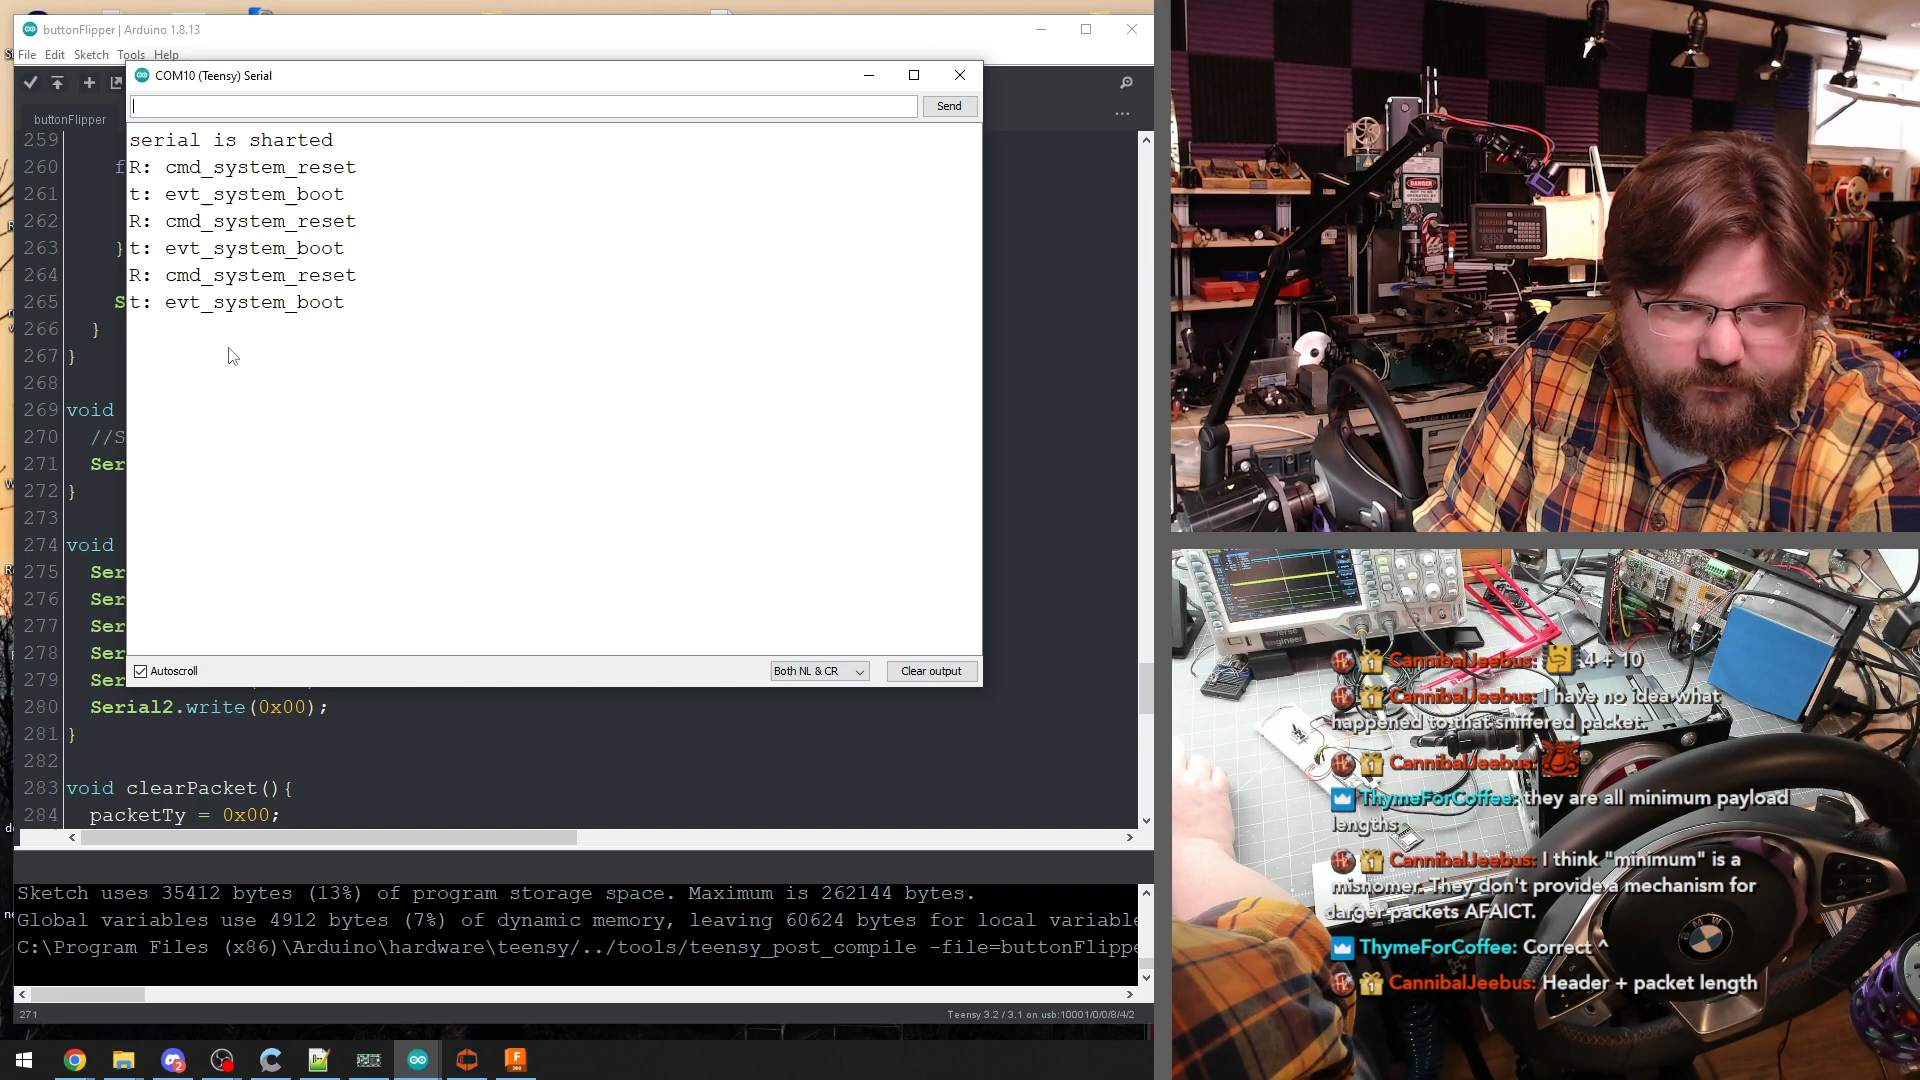 buttonFlipper | Arduino 1.8.13
File Edit Sketch Tools Help
COM10 (Teensy) Serial
Send
buttonFlipper
serial is sharted
R: cmd_system_reset
t: evt_system_boot
R: cmd_system_reset
t: evt_system_boot
R: cmd_system_reset
t: evt_system_boot
259
260 f
261
262
263 }
264
265 S
266 }
267 }
268
269 void
270 //S
271 Ser
272 }
273
274 void
275 Ser
276 Ser
277 Ser
278 Ser
279 Ser
280 Serial2.write(0x00);
281 }
282
283 void clearPacket(){
284 packetTy = 0x00;
Autoscroll
Both NL & CR
Clear output
Sketch uses 35412 bytes (13%) of program storage space. Maximum is 262144 bytes.
Global variables use 4912 bytes (7%) of dynamic memory, leaving 60624 bytes for local variable
C:\Program Files (x86)\Arduino\hardware\teensy/../tools/teensy_post_compile -file=buttonFlippe
271
Teensy 3.2 / 3.1 on usb:10001/0/0/8/4/2
DANGER
CannibalJeebus: 4 + 10
CannibalJeebus: I have no idea what
happened to that sniffered packet.
CannibalJeebus:
ThymeForCoffee: they are all minimum payload
lengths
CannibalJeebus: I think "minimum" is a
misnomer. They don't provide a mechanism for
larger packets AFAICT.
ThymeForCoffee: Correct ^
CannibalJeebus: Header + packet length
BMW